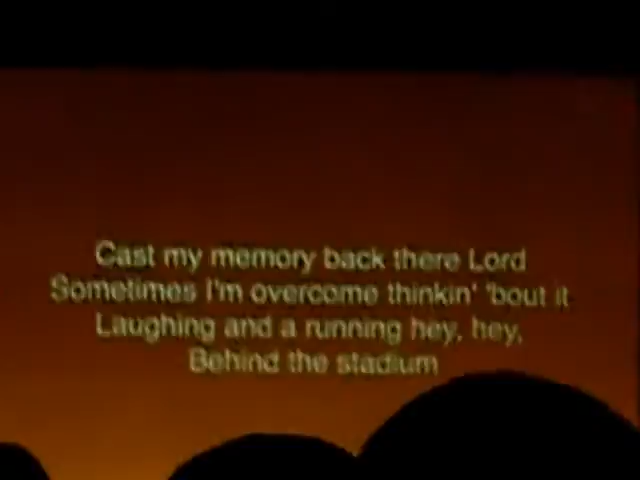 Cast my memory back there Lord
Sometimes I'm overcome thinkin' 'bout it
Laughing and a running hey, hey,
Behind the stadium